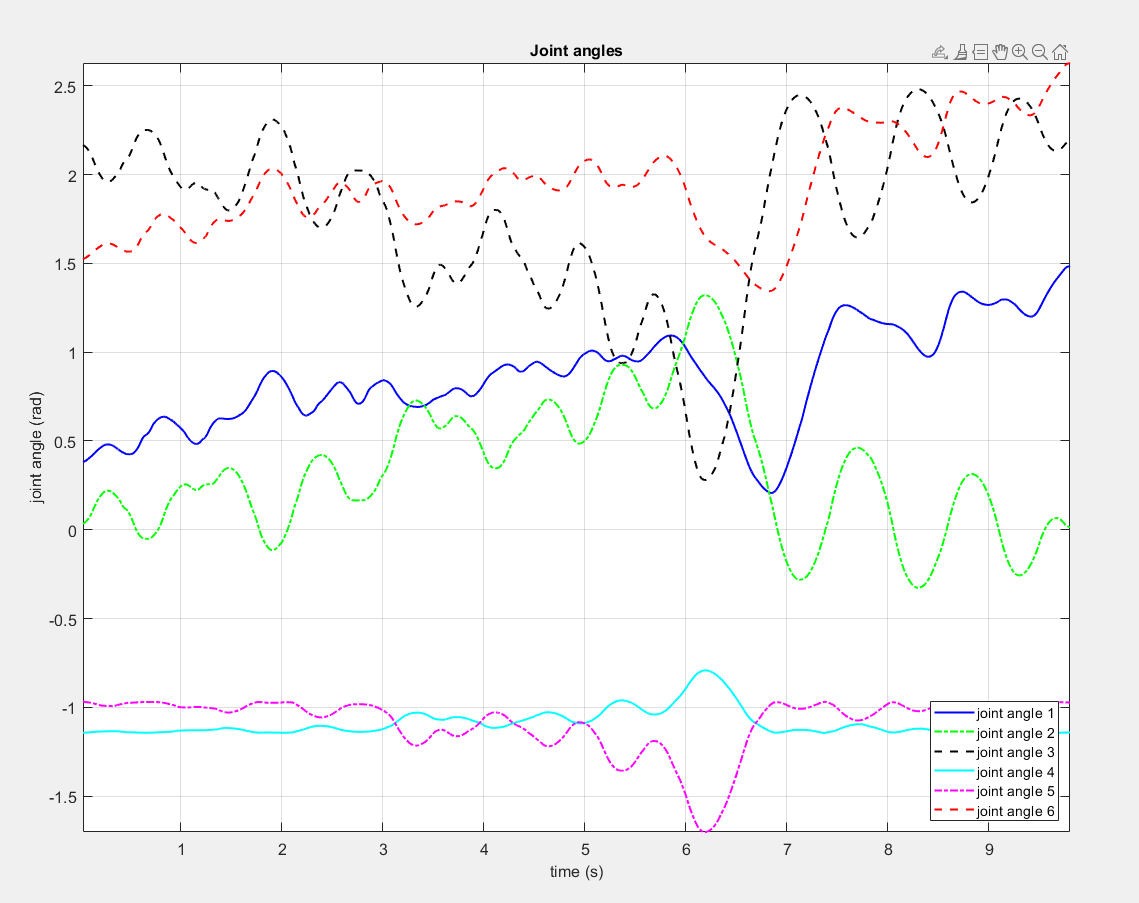 Joint angles
2.5
2
1.5
1
0.5
0
-0.5
-1
-1.5
joint angle (rad)
1 2 3 4 5 6 7 8 9
time (s)
joint angle 1
joint angle 2
joint angle 3
joint angle 4
joint angle 5
joint angle 6